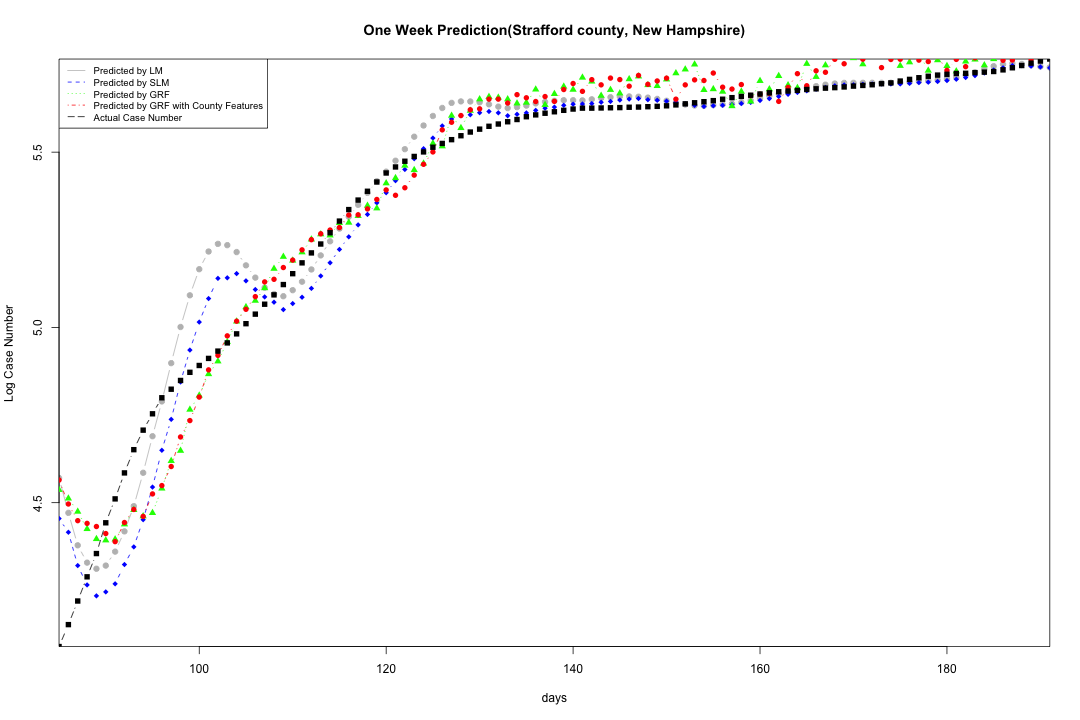 One Week Prediction(Strafford county, New Hampshire)
Predicted by LM
Predicted by SLM
Predicted by GRF
Predicted by GRF with County Features
Actual Case Number
Log Case Number
5.5
5.0
4.5
100 120 140 160 180
days